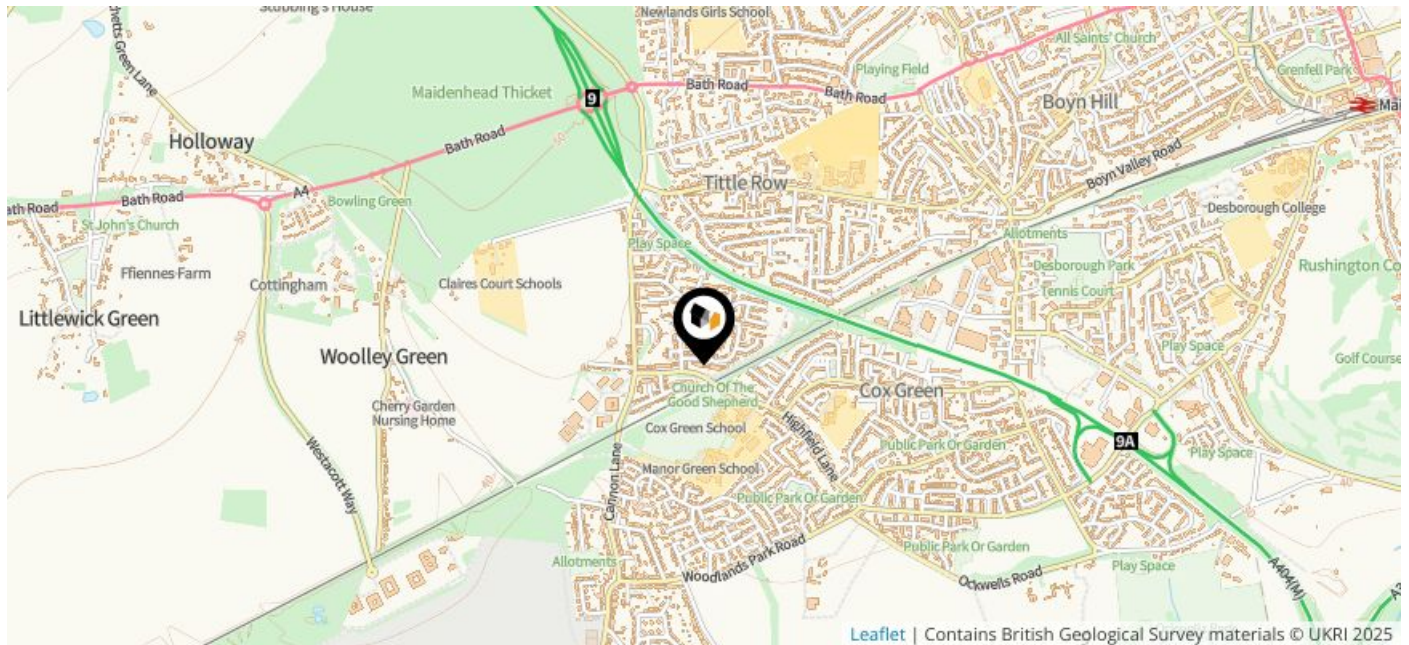 Stubbing's House
Newlands Girls School
All Saints' Church
Grenfell Park
Playing Field
Bath Road
Bath Road
Boyn Hill
Maidenhead Thicket
9
Bath Road
Holloway
Boyn Valley Road
Tittle Row
A4
Bath Road
Bowling Green
Desborough College
St John's Church
Play Space
Allotments
Ffiennes Farm
Cottingham
Claires Court Schools
Desborough Park
Tennis Court
Littlewick Green
Woolley Green
Play Space
Golf Course
Church Of The
Good Shepherd
Cox Green
Cherry Garden
Nursing Home
Cox Green School
Highfield Lane
Public Park Or Garden
9A
Play Space
Manor Green School
Cannon Lane
Westacott Way
Public Park Or Garden
Public Park Or Garden
Allotments
Woodlands Park Road
Ockwells Road
Play Space
A404(M)
Leaflet | Contains British Geological Survey materials © UKRI 2025